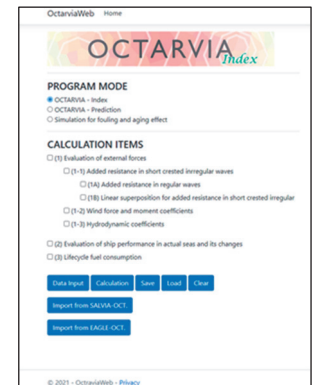 OctarviaWeb Home
OCTARVIA
Index
PROGRAM MODE
OCTARVIA - Index
OCTARVIA - Prediction
Simulation for fouling and aging effect
CALCULATION ITEMS
(1) Evaluation of external forces
(1-1) Added resistance in short crested inrregular waves
(1A) Added resistance in regular waves
(1B) Linear superposition for added resistance in short crested irregular
(1-2) Wind force and moment coefficients
(1-3) Hydrodynamic coefficients
(2) Evaluation of ship performance in actual seas and its changes
(3) Lifecycle fuel consumption
Data Input Calculation Save Load Clear
Import from SALVIA-OCT.
Import from EAGLE-OCT.
© 2021 - OctraviaWeb - Privacy